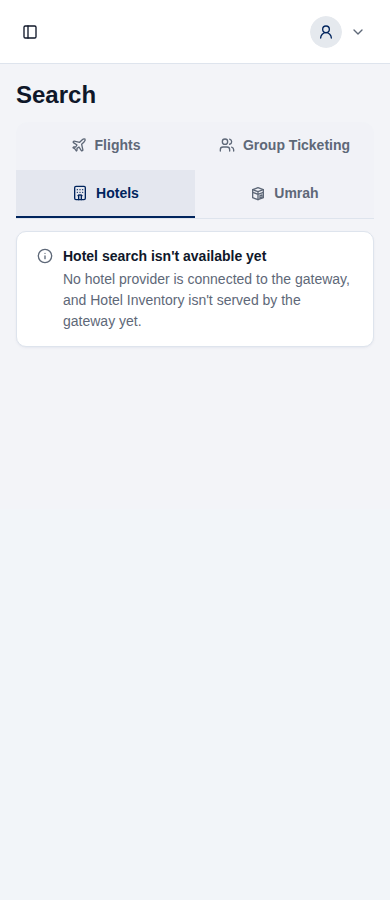 Search
Flights
Group Ticketing
Hotels
Umrah
Hotel search isn't available yet
No hotel provider is connected to the gateway,
and Hotel Inventory isn't served by the
gateway yet.